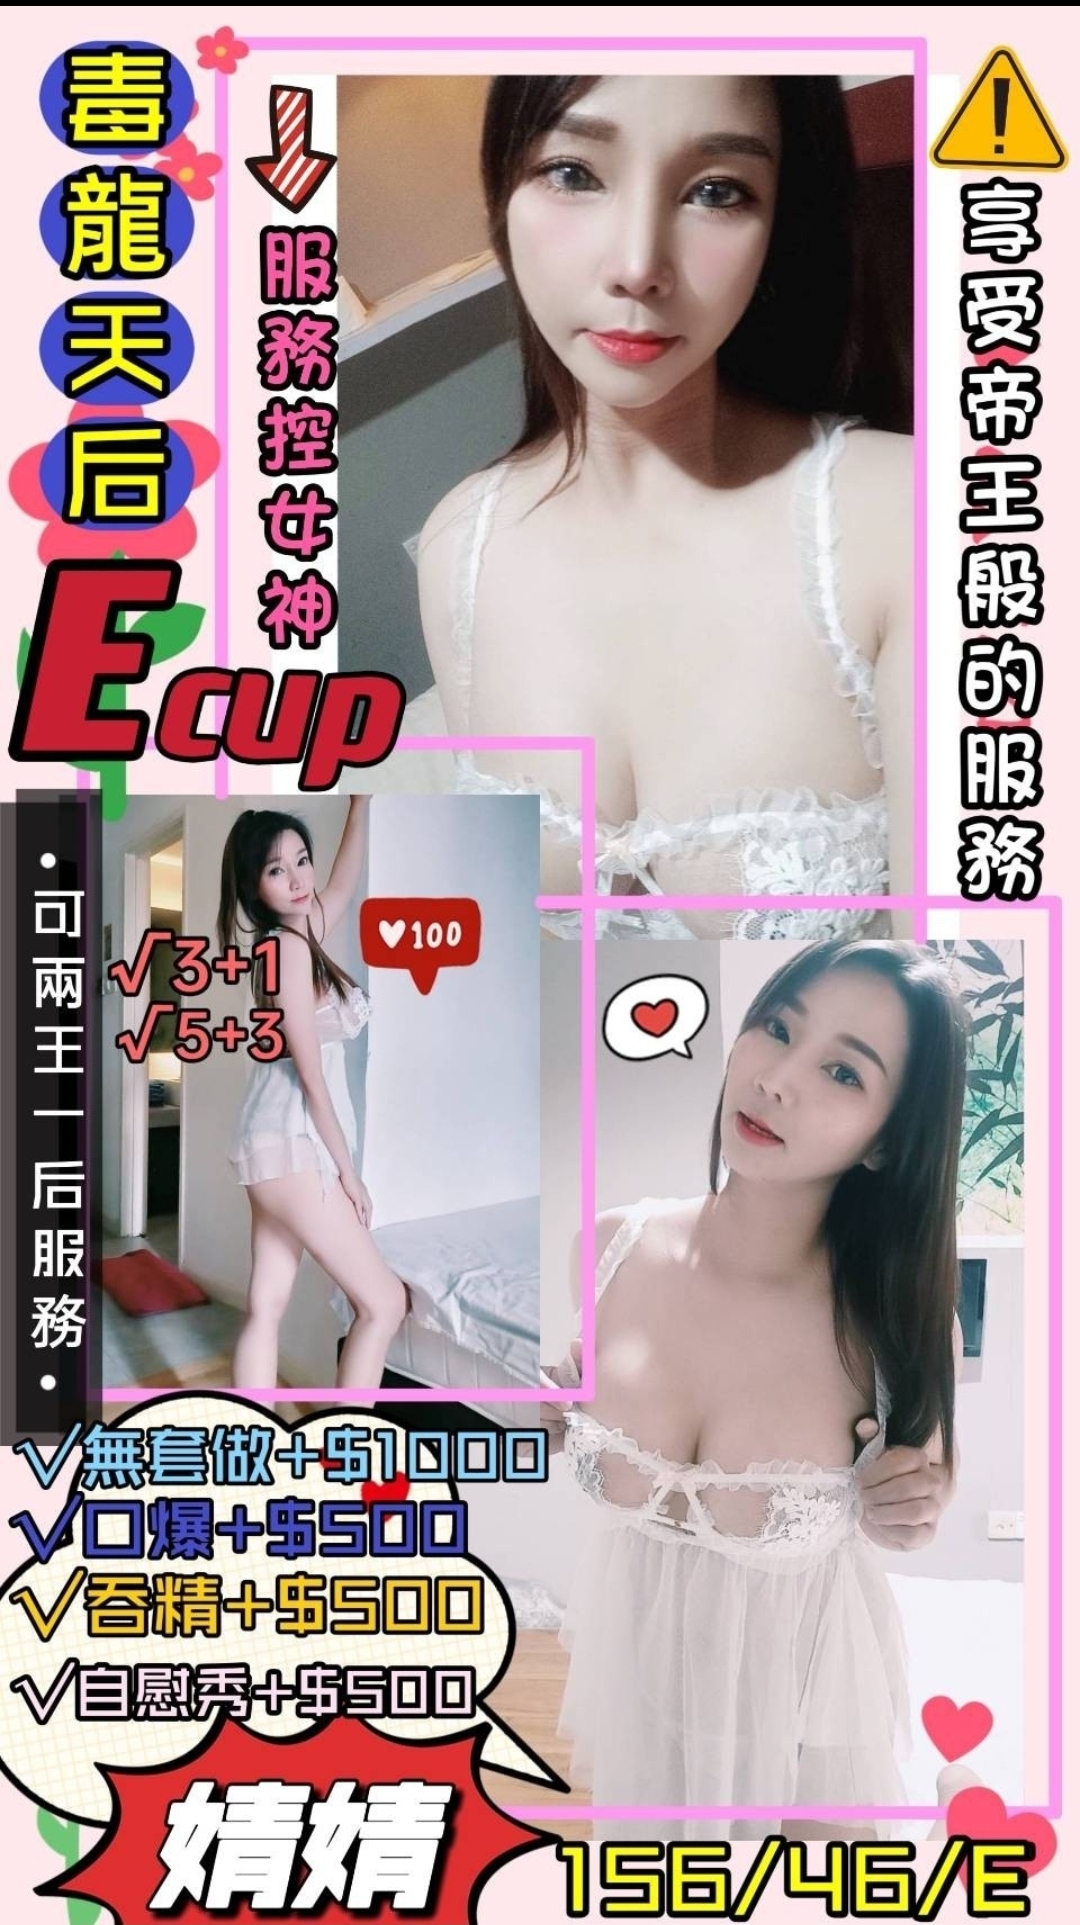 毒龍天后
服務控女神
享受帝王般的服務
Ecup
·可兩王一后服務·
√3+1
√5+3
100
√無套做+$1000
√口爆+$500
√吞精+$500
√自慰秀+$500
婧婧
156/46/E